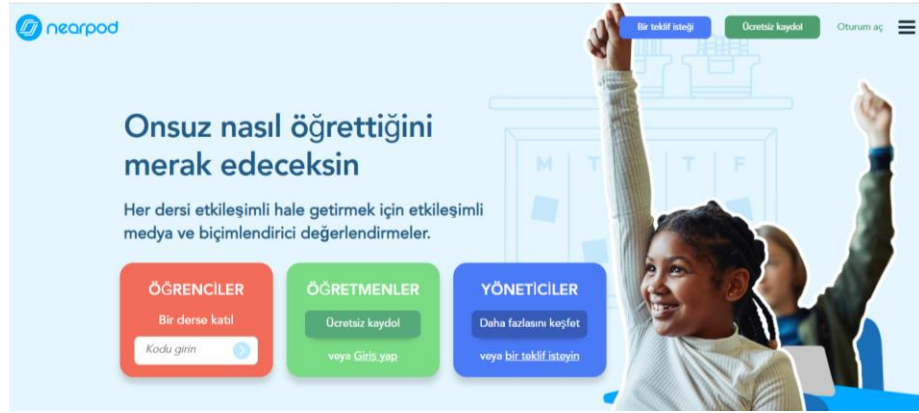 nearpod
Bir teklif isteği
Ücretsiz kaydol
Oturum aç
Onsuz nasıl öğrettiğini
merak edeceksin
M T T F
Her dersi etkileşimli hale getirmek için etkileşimli
medya ve biçimlendirici değerlendirmeler.
ÖĞRENCİLER
Bir derse katıl
Kodu girin
ÖĞRETMENLER
Ücretsiz kaydol
veya Giriş yap
YÖNETİCİLER
Daha fazlasını keşfet
veya bir teklif isteyin